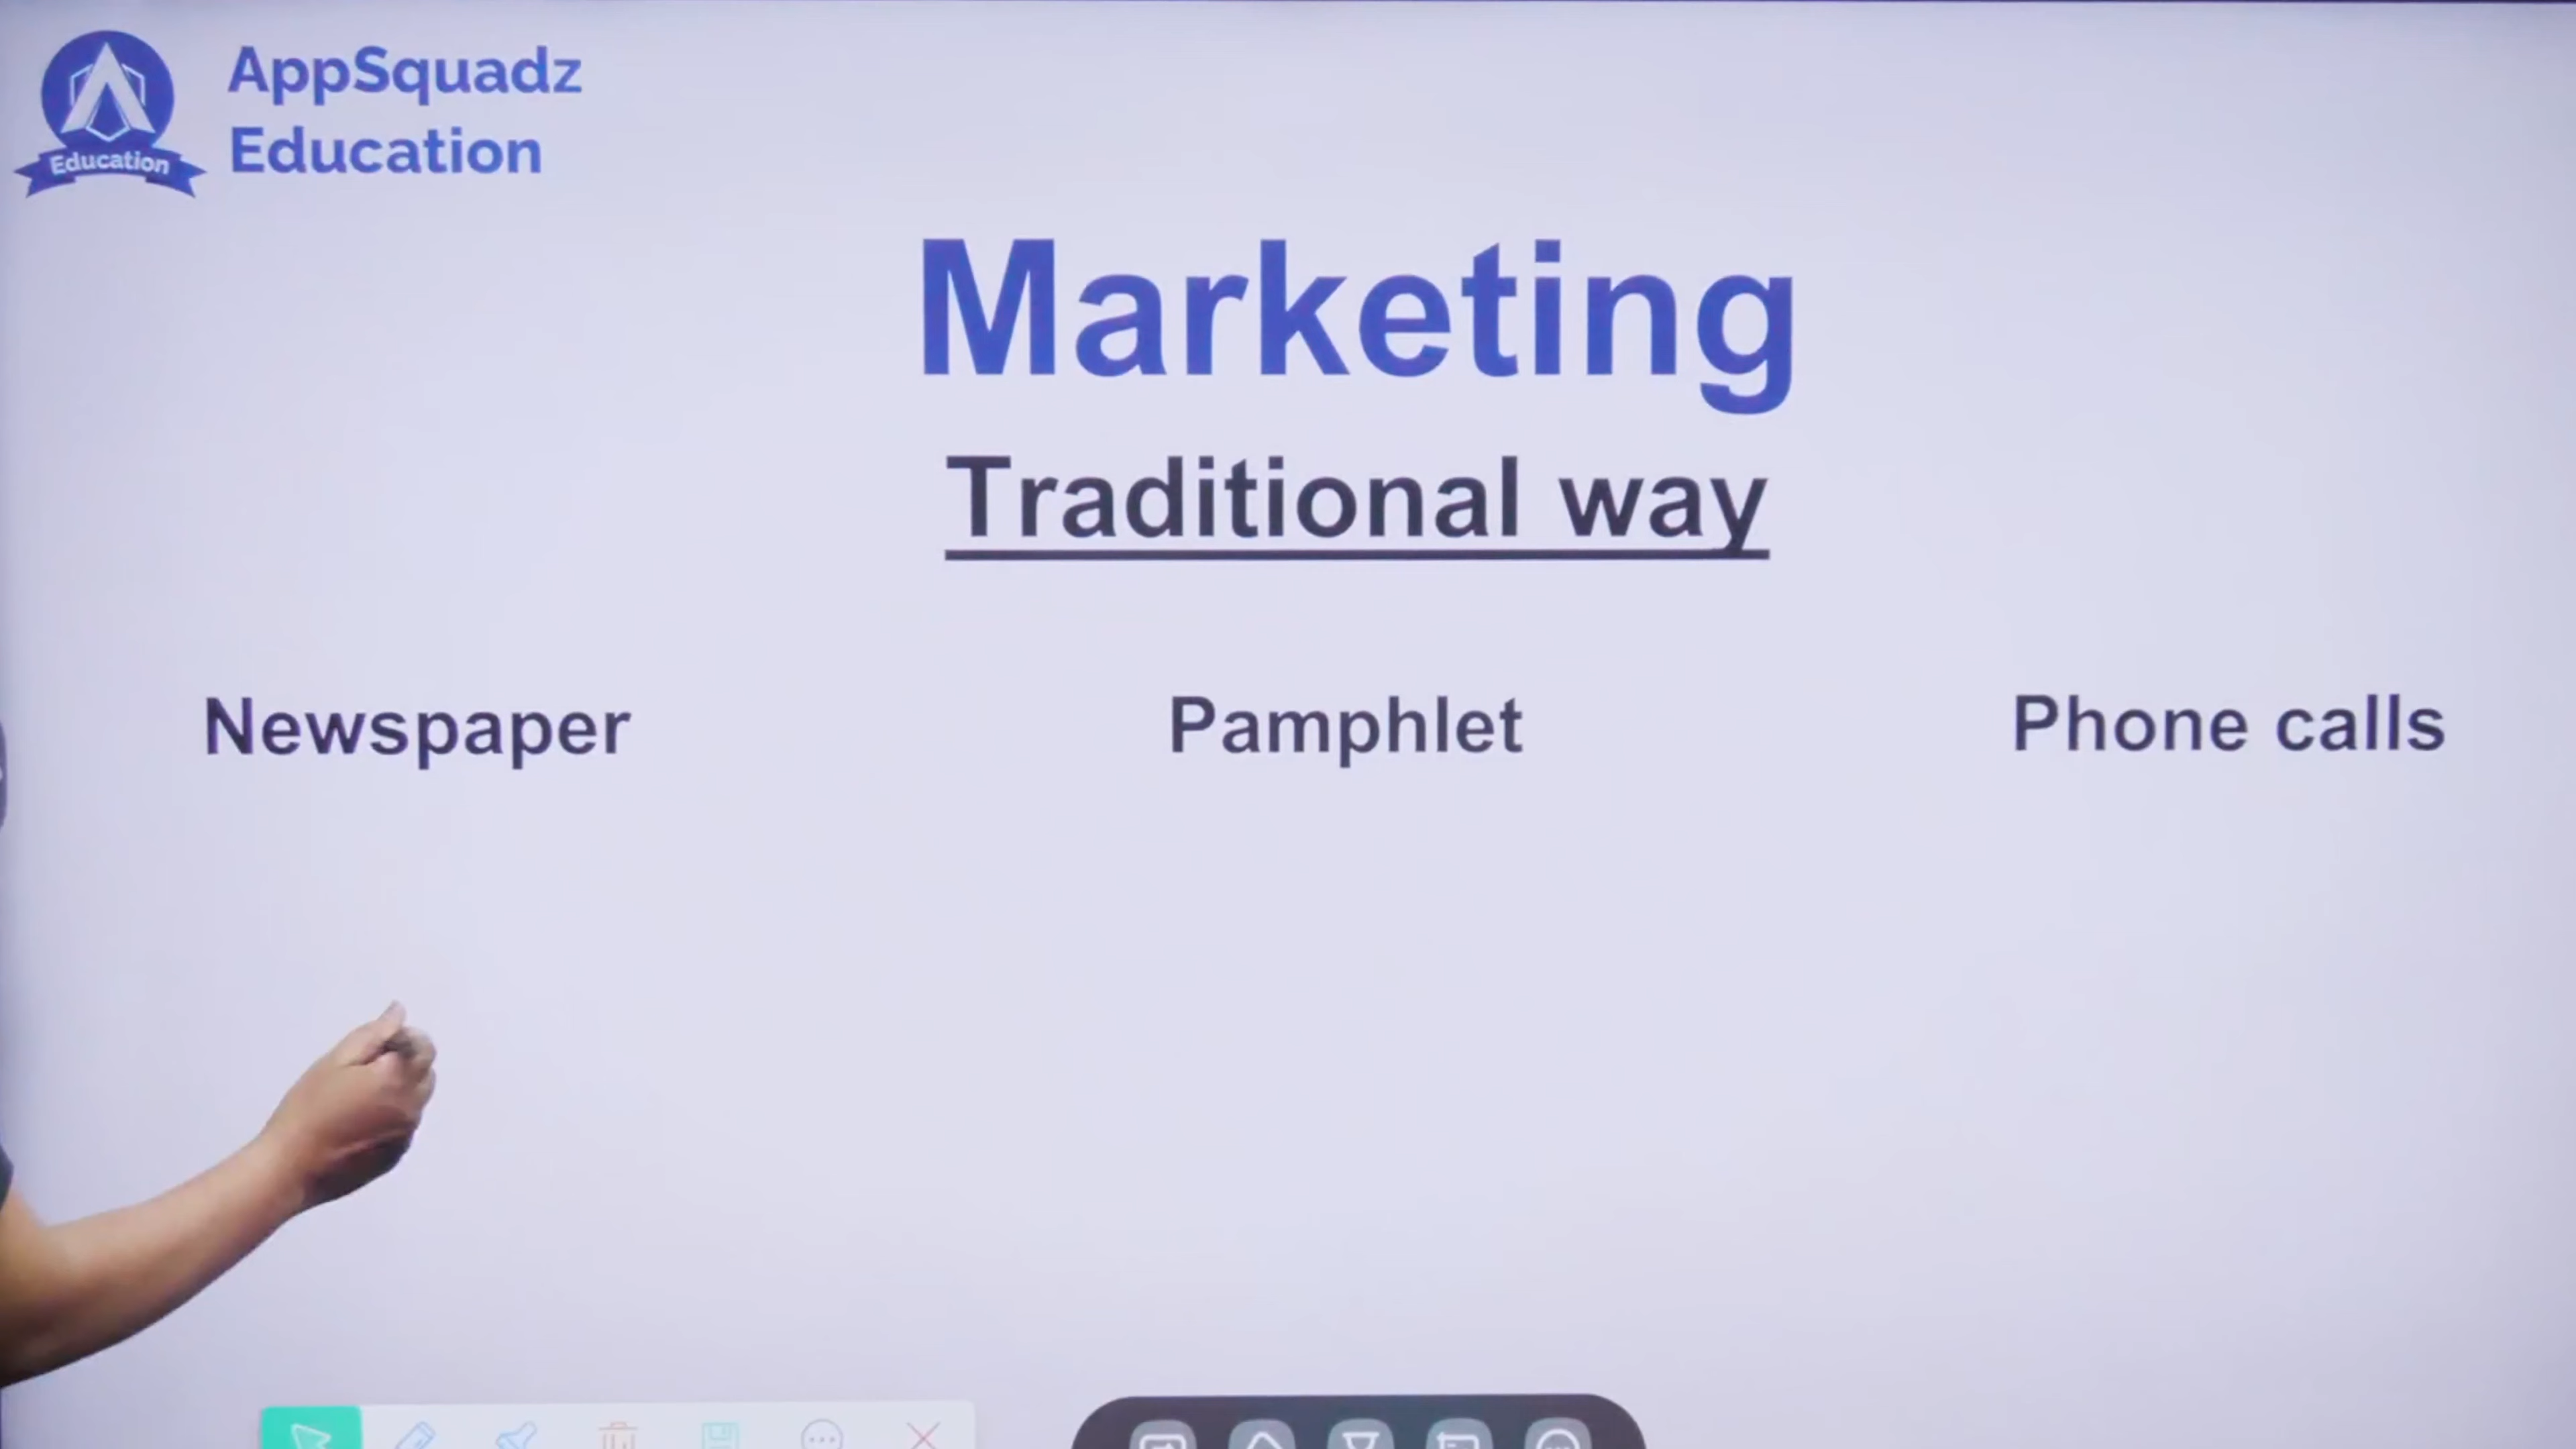 AppSquadz
Education
Education
Marketing
Traditional way
Newspaper
Pamphlet
Phone calls